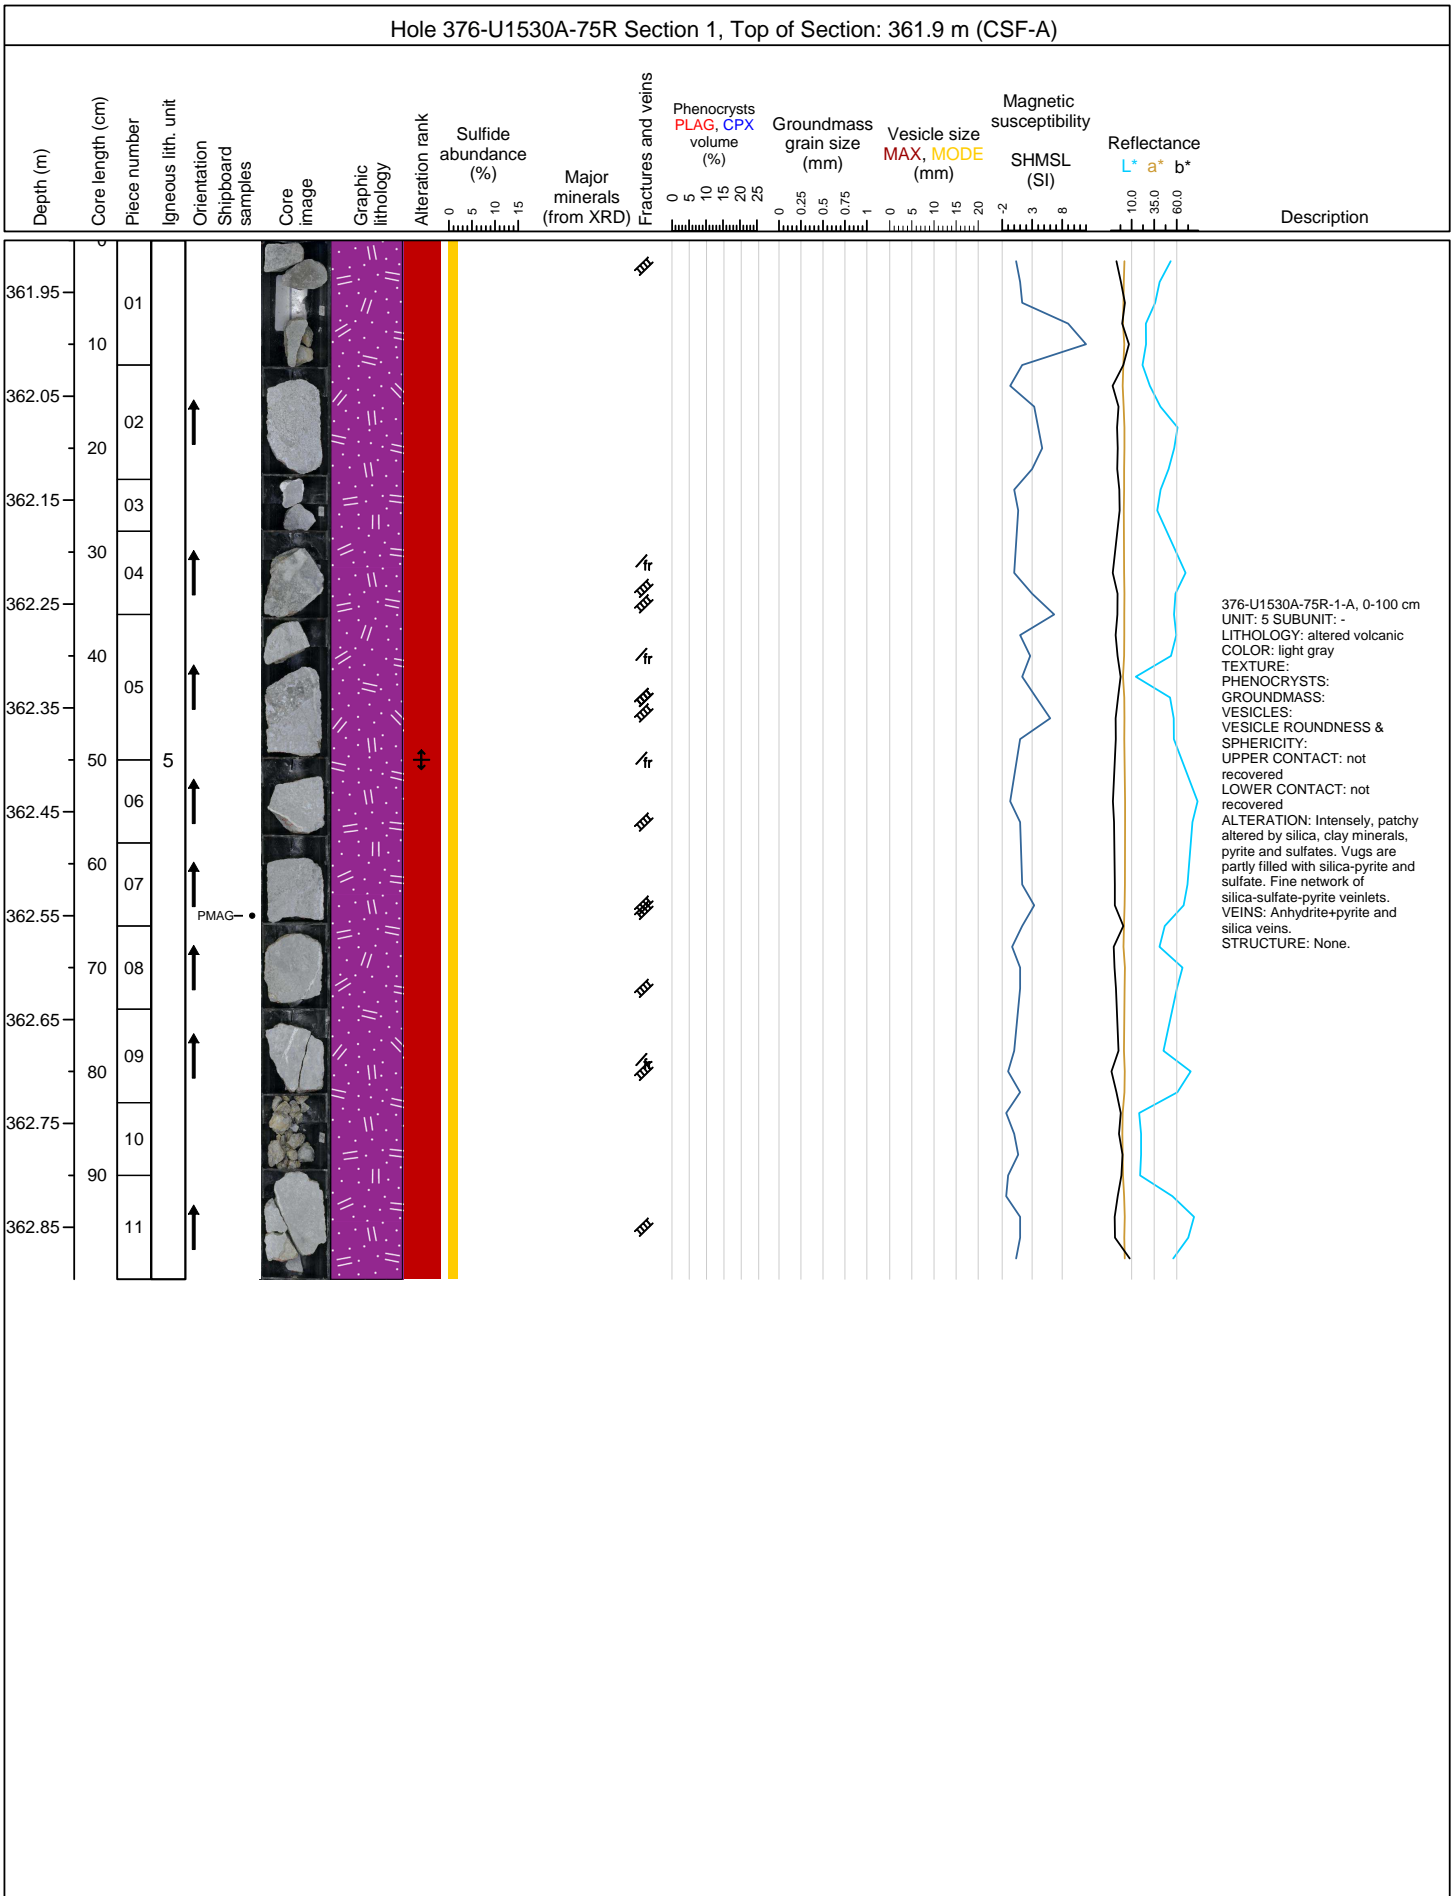 Hole 376-U1530A-75R Section 1, Top of Section: 361.9 m (CSF-A)
Depth (m)
Core length (cm)
Piece number
Igneous lith. unit
Orientation
Shipboard
samples
Core
image
Graphic
lithology
Alteration rank
Sulfide
abundance
(%)
0 5 10 15
Major
minerals
(from XRD)
Fractures and veins
Phenocrysts
PLAG, CPX
volume
(%)
0 5 10 15 20 25
Groundmass
grain size
(mm)
0 0.25 0.5 0.75 1
Vesicle size
MAX, MODE
(mm)
0 5 10 15 20
Magnetic
susceptibility
SHMSL
(SI)
-2 3 8
Reflectance
L* a* b*
10.0 35.0 60.0
Description
0
361.95
01
10
362.05
02
20
362.15
03
30
04
fr
362.25
40
fr
05
362.35
50
5
fr
06
362.45
60
07
362.55
PMAG
70
08
362.65
09
fr
80
362.75
10
90
362.85
11
376-U1530A-75R-1-A, 0-100 cm
UNIT: 5 SUBUNIT: -
LITHOLOGY: altered volcanic
COLOR: light gray
TEXTURE:
PHENOCRYSTS:
GROUNDMASS:
VESICLES:
VESICLE ROUNDNESS &
SPHERICITY:
UPPER CONTACT: not
recovered
LOWER CONTACT: not
recovered
ALTERATION: Intensely, patchy
altered by silica, clay minerals,
pyrite and sulfates. Vugs are
partly filled with silica-pyrite and
sulfate. Fine network of
silica-sulfate-pyrite veinlets.
VEINS: Anhydrite+pyrite and
silica veins.
STRUCTURE: None.